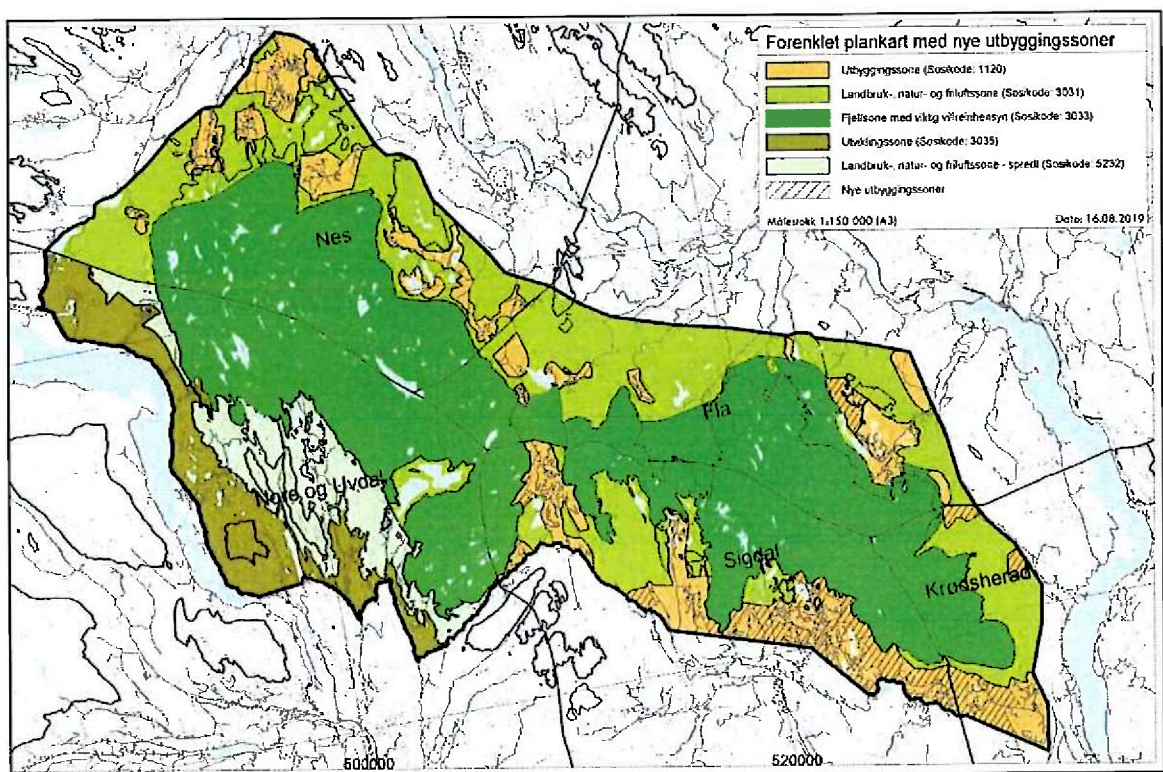 Forenklet plankart med nye utbyggingssoner
Utbyggingssone (Sosikode: 1120)
Landbruk-, natur- og friluftssone (Sosikode: 3031)
Fjellsone med viktig villreinhensyn (Sosikode: 3033)
Utviklingssone (Sosikode: 3035)
Landbruk-, natur- og friluftssone - spredt (Sosikode: 5232)
Nye utbyggingssoner
Målestokk 1:150 000 (A3) Dato: 16.08.2019
Nes
Flå
Nore og Uvdal
Sigdal
Krødsherad
500000
520000